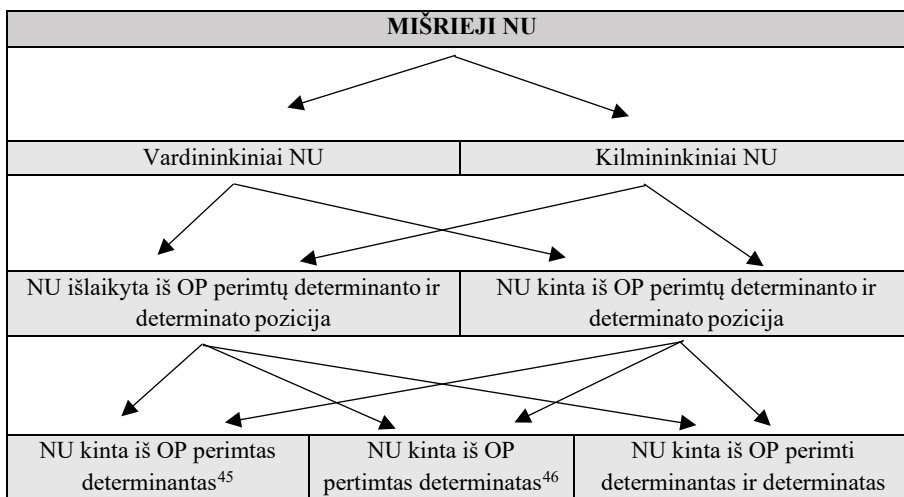 MIŠRIEJI NU
Vardininkiniai NU
Kilmininkiniai NU
NU išlaikyta iš OP perimtų determinanto ir
determinato pozicija
NU kinta iš OP perimtų determinanto ir
determinato pozicija
NU kinta iš OP perimtas
determinantas45
NU kinta iš OP
pertimtas determinatas46
NU kinta iš OP perimti
determinantas ir determinatas